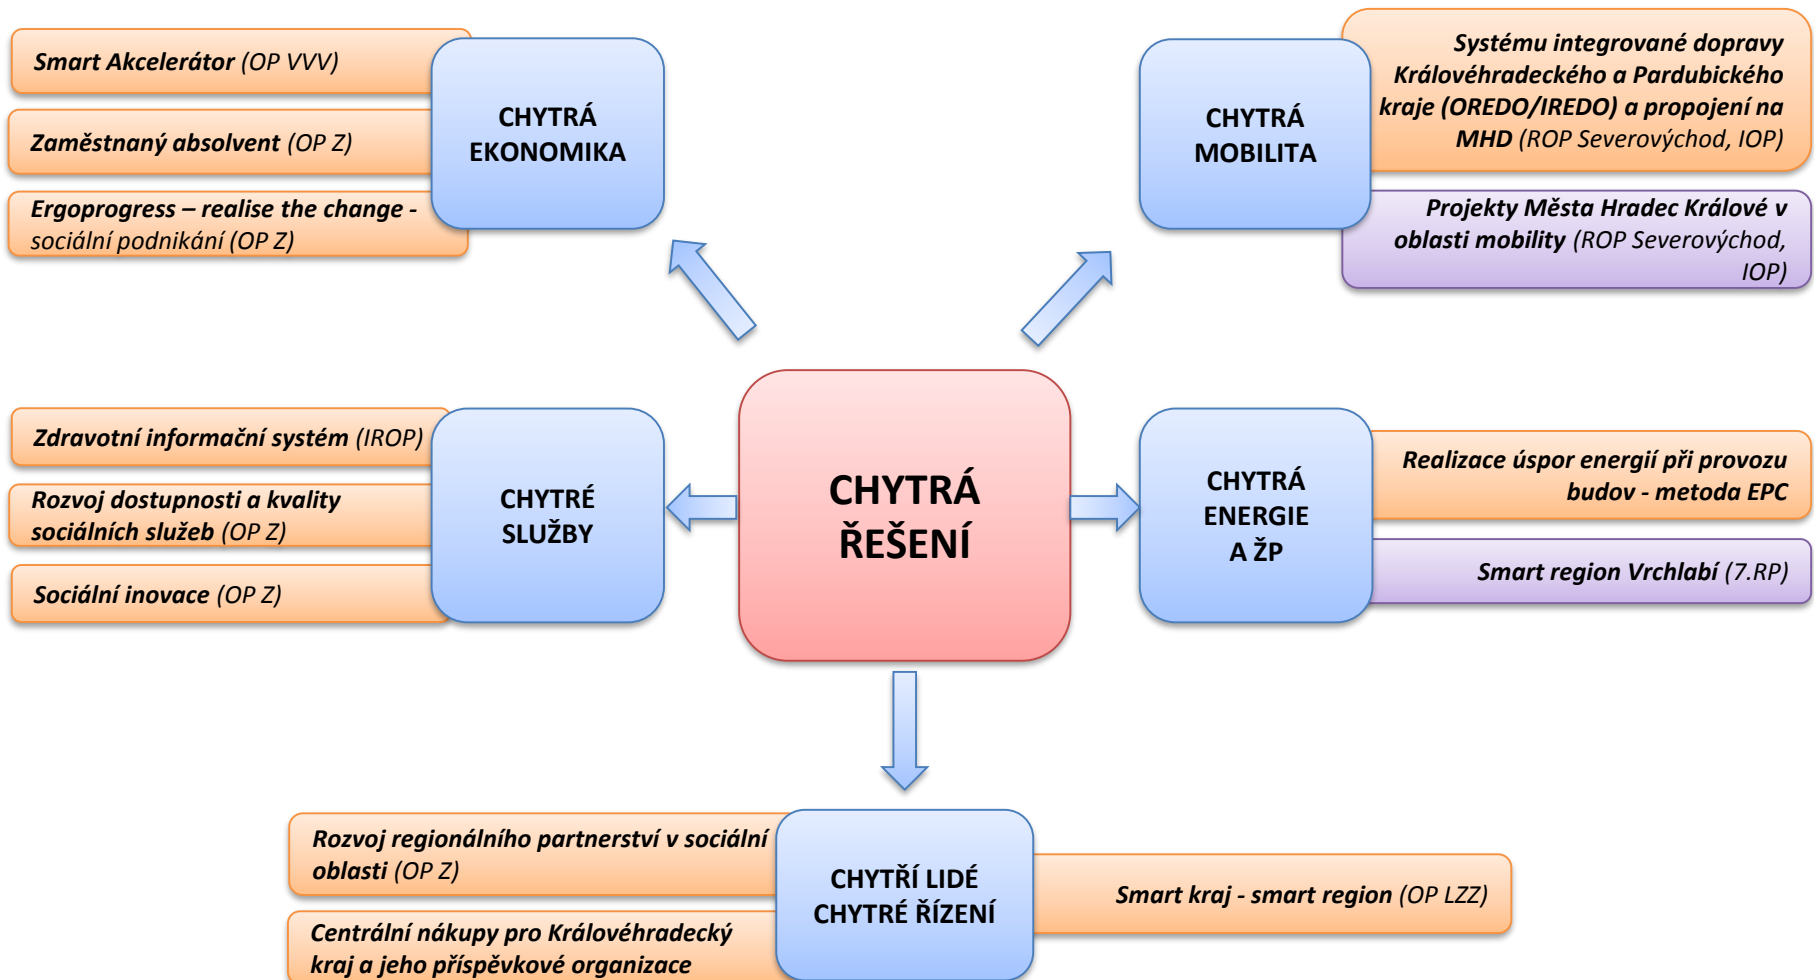 Smart Akcelerátor (OP VVV)
Zaměstnaný absolvent (OP Z)
Ergoprogress – realise the change -
sociální podnikání (OP Z)
CHYTRÁ
EKONOMIKA
CHYTRÁ
MOBILITA
Systému integrované dopravy
Královéhradeckého a Pardubického
kraje (OREDO/IREDO) a propojení na
MHD (ROP Severovýchod, IOP)
Projekty Města Hradec Králové v
oblasti mobility (ROP Severovýchod,
IOP)
Zdravotní informační systém (IROP)
Rozvoj dostupnosti a kvality
sociálních služeb (OP Z)
Sociální inovace (OP Z)
CHYTRÉ
SLUŽBY
CHYTRÁ
ŘEŠENÍ
CHYTRÁ
ENERGIE
A ŽP
Realizace úspor energií při provozu
budov - metoda EPC
Smart region Vrchlabí (7.RP)
Rozvoj regionálního partnerství v sociální
oblasti (OP Z)
Centrální nákupy pro Královéhradecký
kraj a jeho příspěvkové organizace
CHYTŘÍ LIDÉ
CHYTRÉ ŘÍZENÍ
Smart kraj - smart region (OP LZZ)